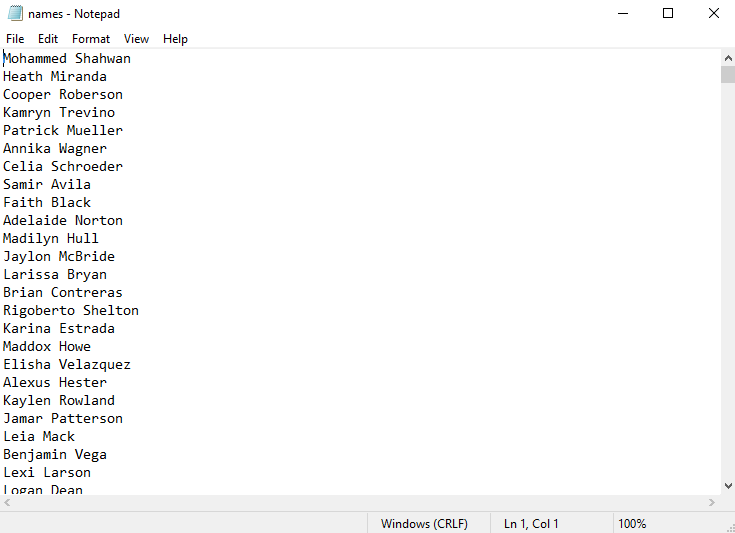 names - Notepad
File Edit Format View Help
Mohammed Shahwan
Heath Miranda
Cooper Roberson
Kamryn Trevino
Patrick Mueller
Annika Wagner
Celia Schroeder
Samir Avila
Faith Black
Adelaide Norton
Madilyn Hull
Jaylon McBride
Larissa Bryan
Brian Contreras
Rigoberto Shelton
Karina Estrada
Maddox Howe
Elisha Velazquez
Alexus Hester
Kaylen Rowland
Jamar Patterson
Leia Mack
Benjamin Vega
Lexi Larson
Logan Dean
Windows (CRLF) Ln 1, Col 1 100%